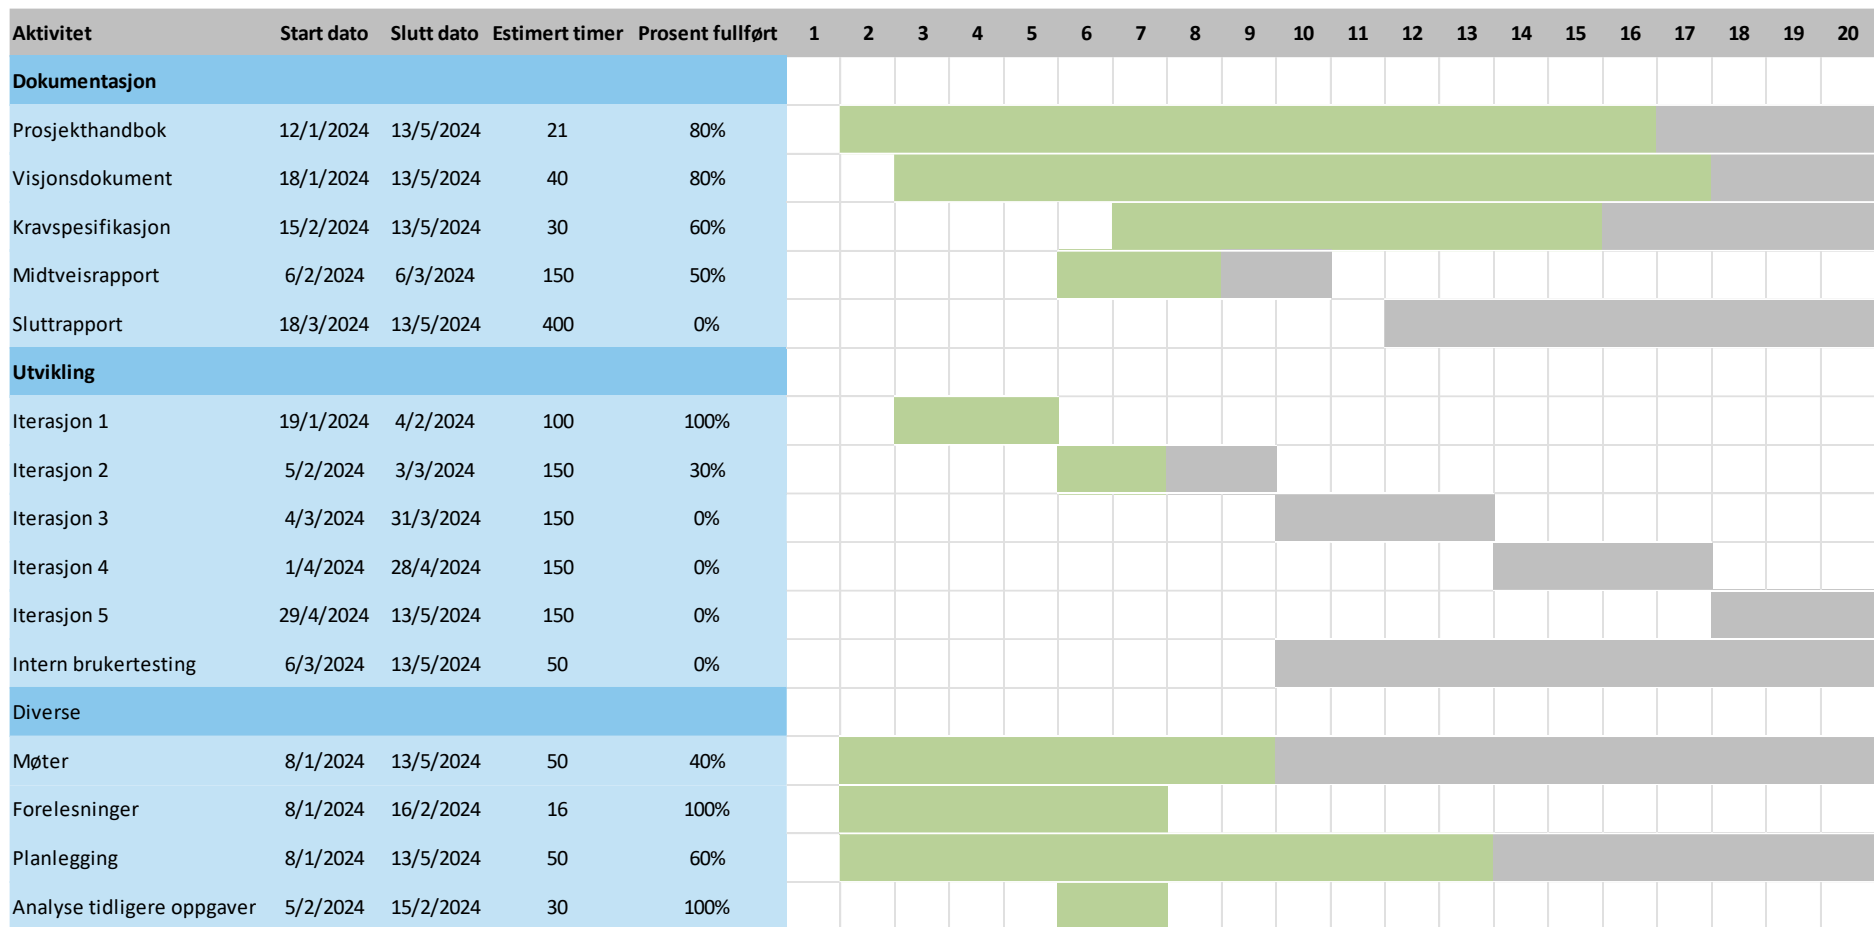 Aktivitet Start dato Slutt dato Estimert timer Prosent fullført 1 2 3 4 5 6 7 8 9 10 11 12 13 14 15 16 17 18 19 20
Dokumentasjon
Prosjekthandbok 12/1/2024 13/5/2024 21 80%
Visjonsdokument 18/1/2024 13/5/2024 40 80%
Kravspesifikasjon 15/2/2024 13/5/2024 30 60%
Midtveisrapport 6/2/2024 6/3/2024 150 50%
Sluttrapport 18/3/2024 13/5/2024 400 0%
Utvikling
Iterasjon 1 19/1/2024 4/2/2024 100 100%
Iterasjon 2 5/2/2024 3/3/2024 150 30%
Iterasjon 3 4/3/2024 31/3/2024 150 0%
Iterasjon 4 1/4/2024 28/4/2024 150 0%
Iterasjon 5 29/4/2024 13/5/2024 150 0%
Intern brukertesting 6/3/2024 13/5/2024 50 0%
Diverse
Møter 8/1/2024 13/5/2024 50 40%
Forelesninger 8/1/2024 16/2/2024 16 100%
Planlegging 8/1/2024 13/5/2024 50 60%
Analyse tidligere oppgaver 5/2/2024 15/2/2024 30 100%